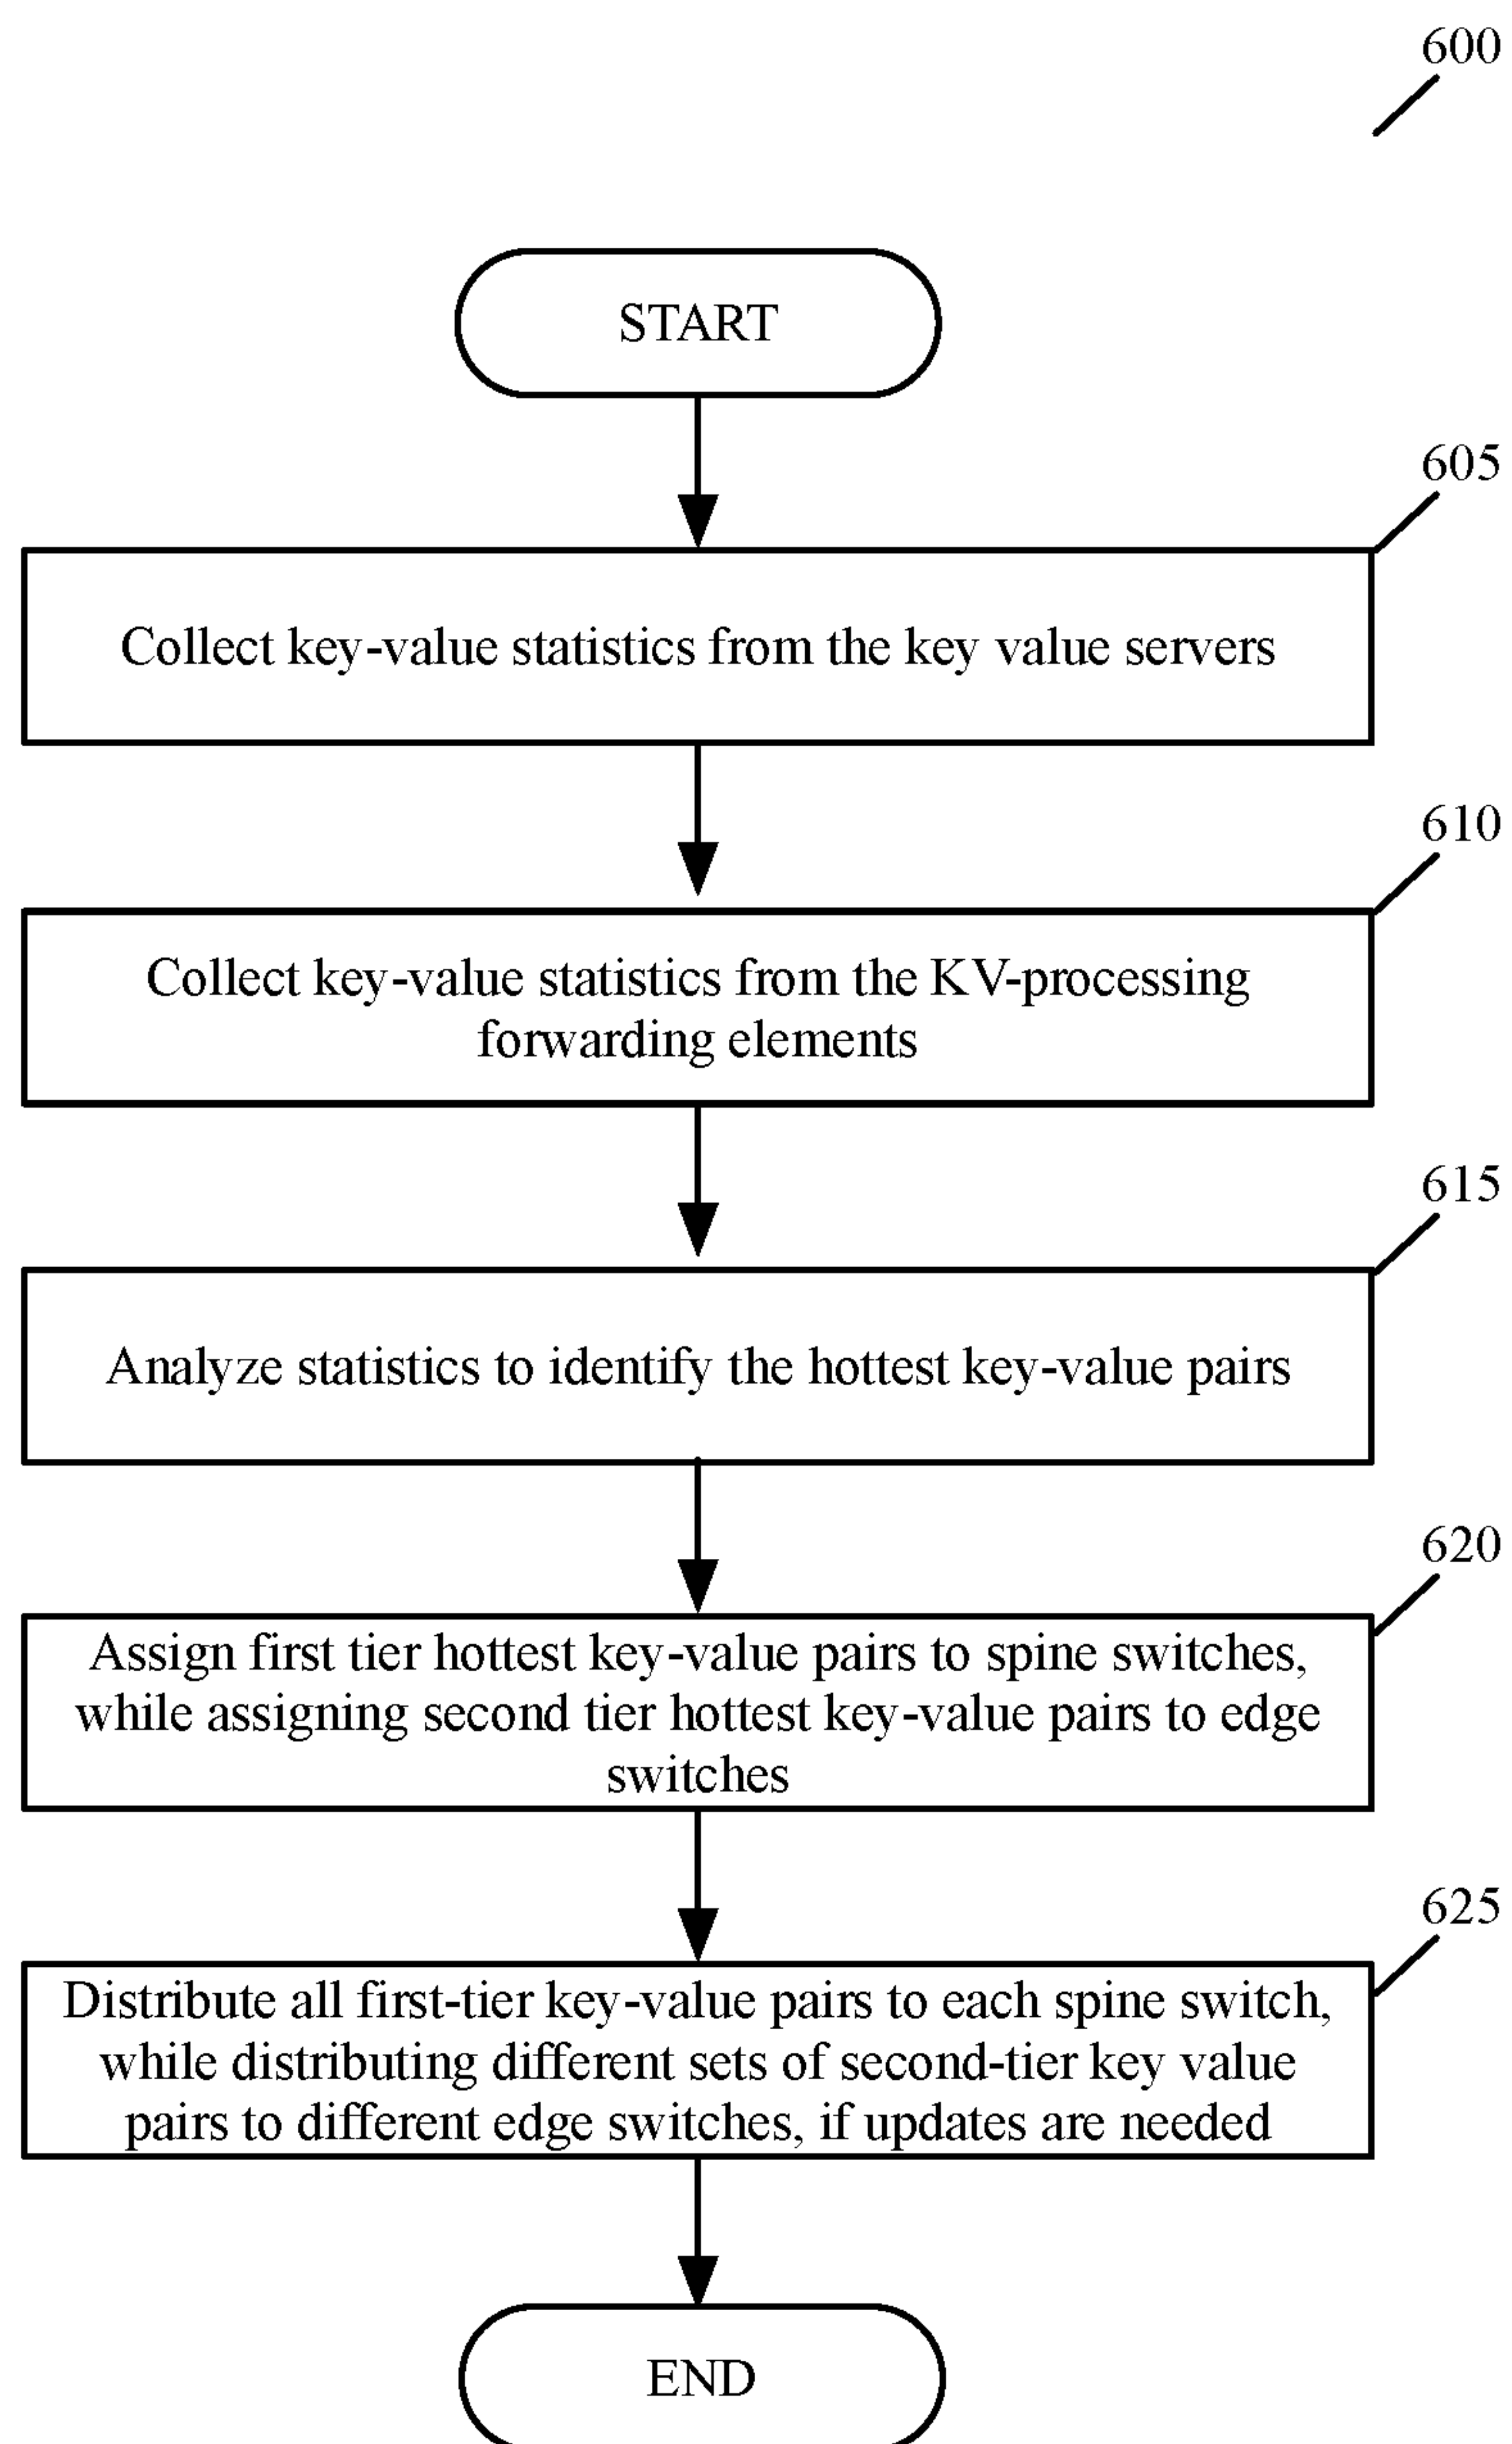 600
START
605
Collect key-value statistics from the key value servers
610
Collect key-value statistics from the KV-processing
forwarding elements
615
Analyze statistics to identify the hottest key-value pairs
620
Assign first tier hottest key-value pairs to spine switches,
while assigning second tier hottest key-value pairs to edge
switches
625
Distribute all first-tier key-value pairs to each spine switch,
while distributing different sets of second-tier key value
pairs to different edge switches, if updates are needed
END